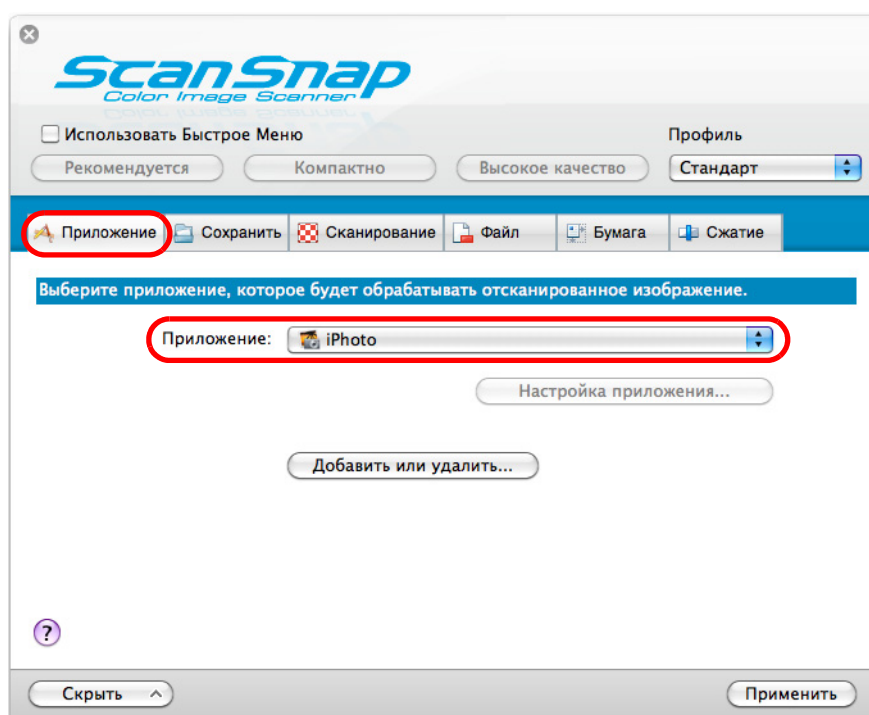 ScanSnap
Color Image Scanner
Использовать Быстрое Меню
Профиль
Рекомендуется Компактно Высокое качество Стандарт
Приложение Сохранить Сканирование Файл Бумага Сжатие
Выберите приложение, которое будет обрабатывать отсканированное изображение.
Приложение: iPhoto
Настройка приложения...
Добавить или удалить...
?
Скрыть Применить